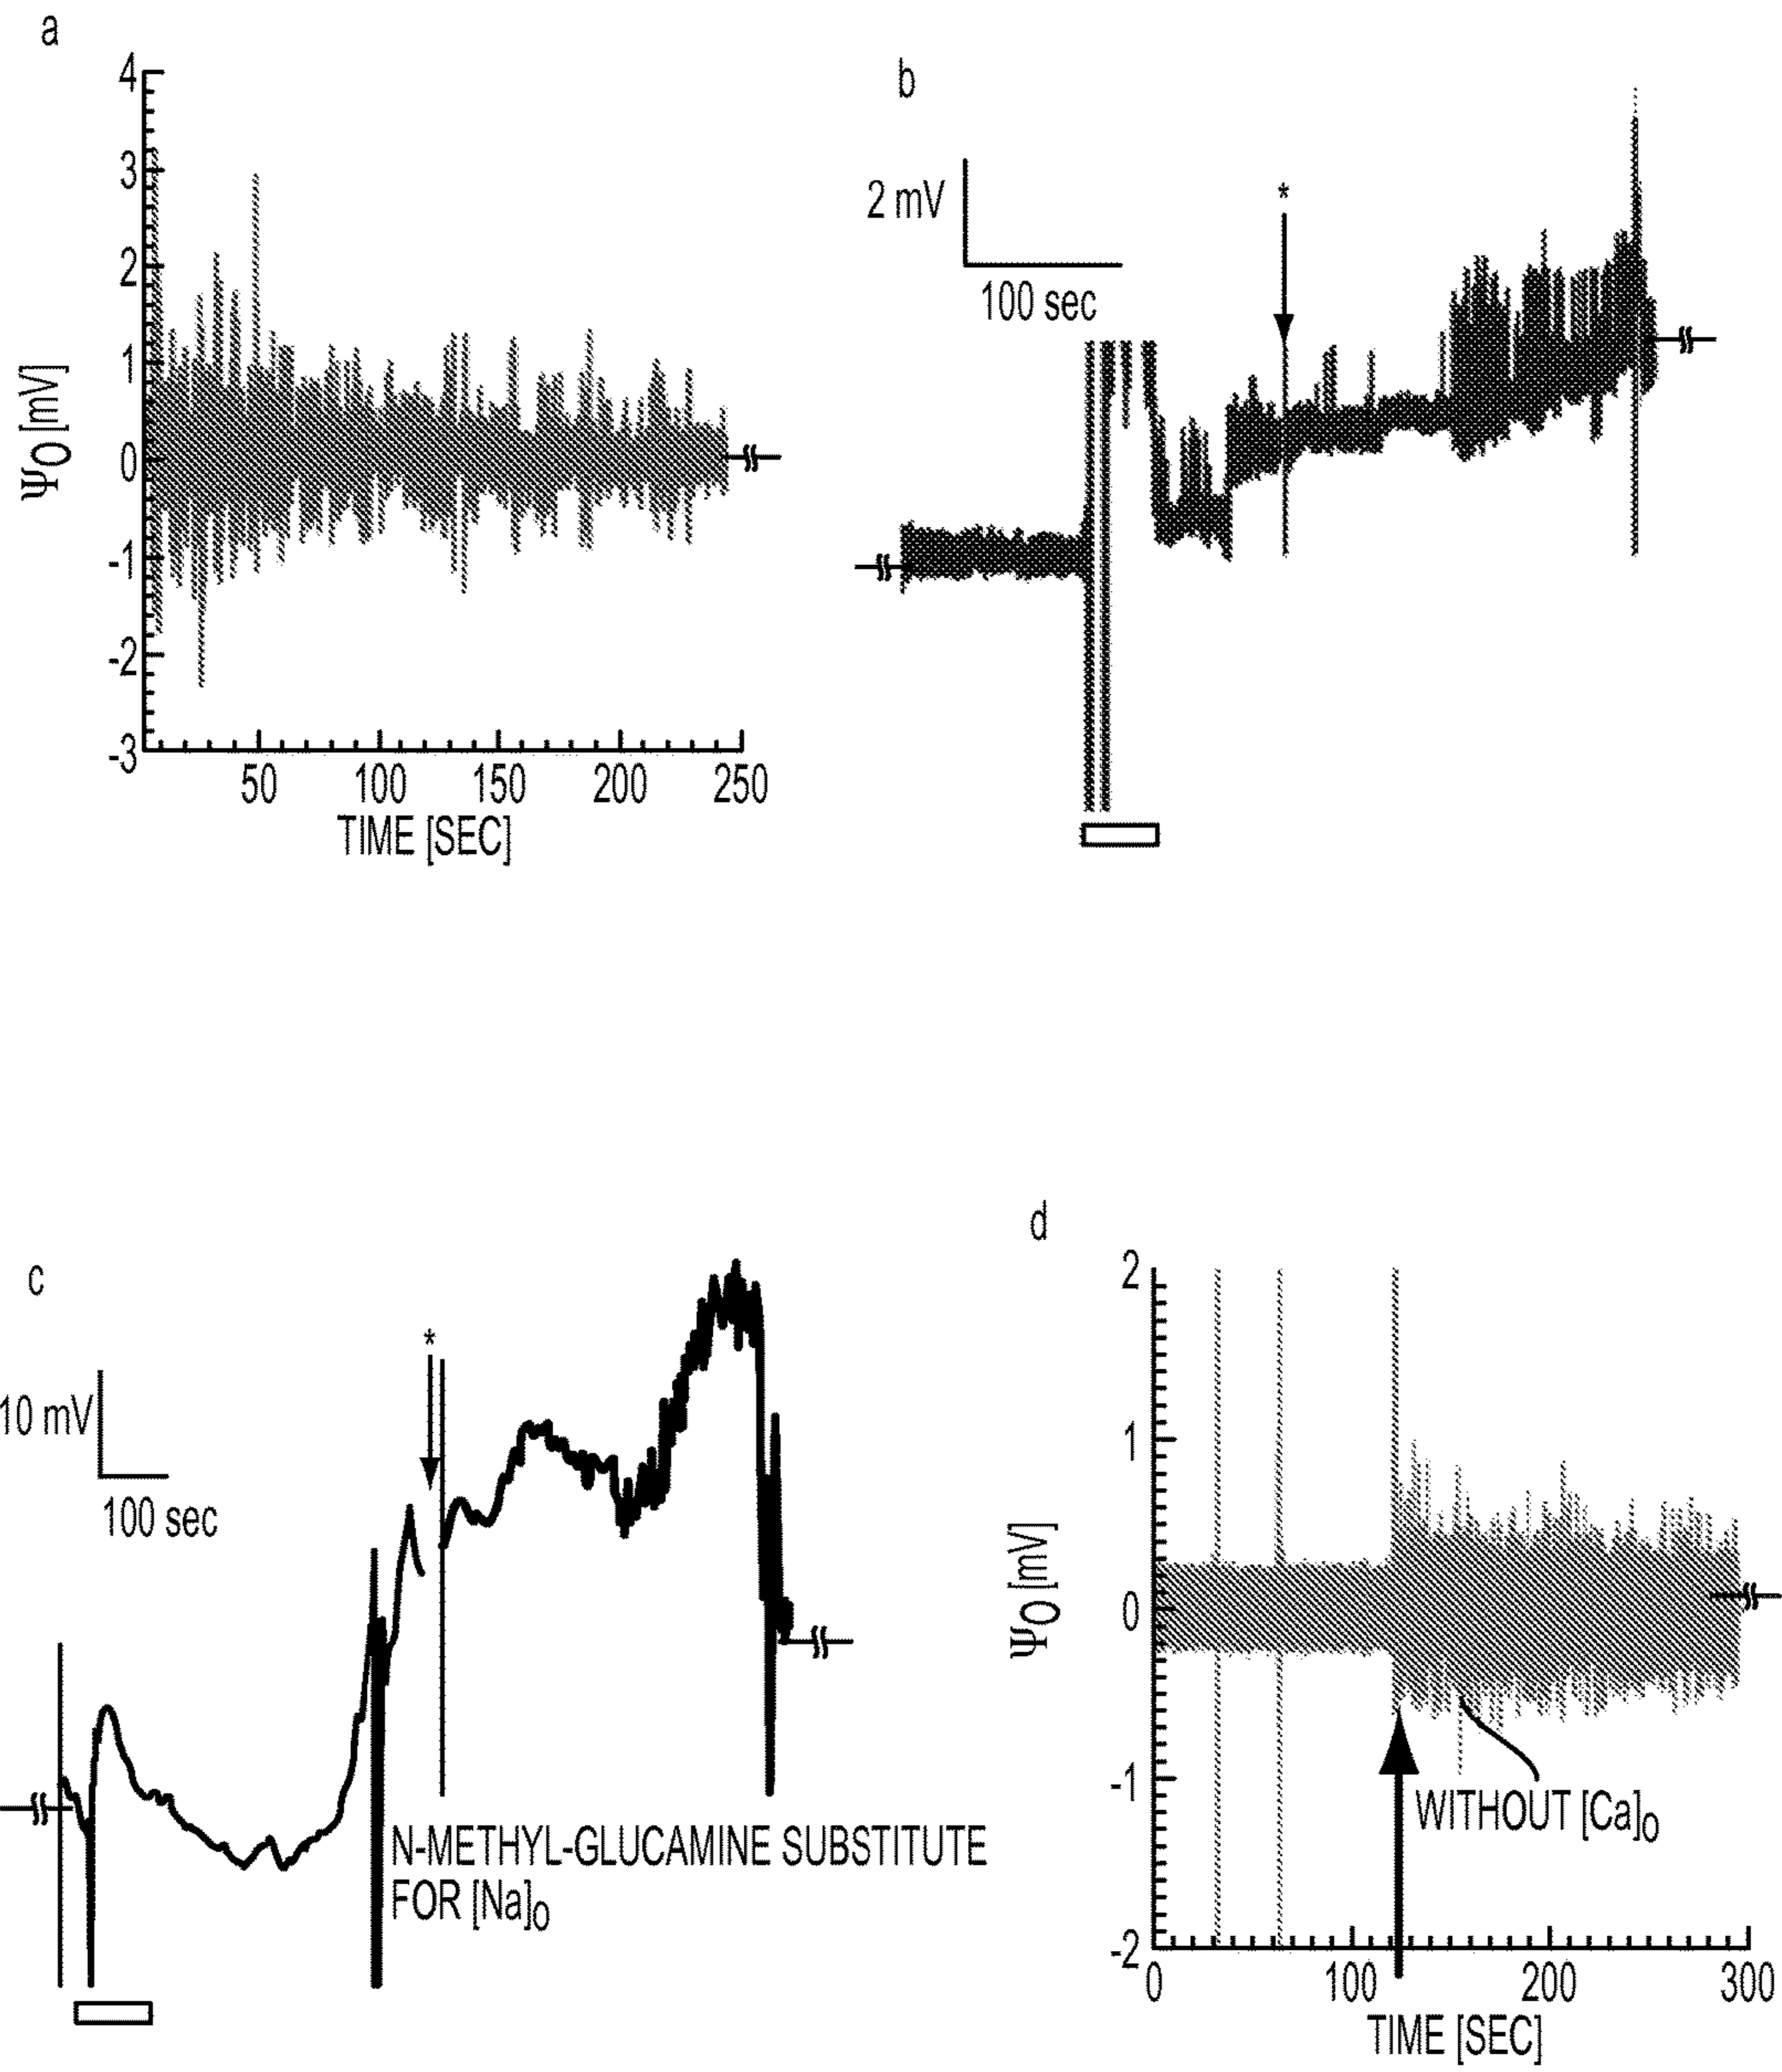 a
4
3
2
1
0
-1
-2
-3
ΨO [mV]
50 100 150 200 250
TIME [SEC]
b
2 mV
100 sec
*
c
10 mV
100 sec
*
N-METHYL-GLUCAMINE SUBSTITUTE
FOR [Na]O
d
2
1
0
-1
-2
ΨO [mV]
WITHOUT [Ca]O
0 100 200 300
TIME [SEC]